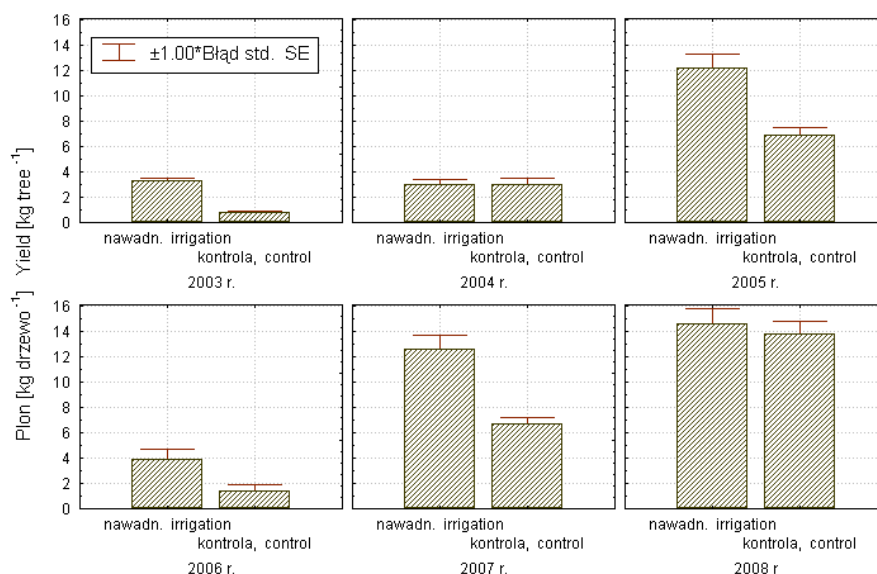 Plon [kg drzewo⁻¹] Yield [kg tree⁻¹]
16
14
12
10
8
6
4
2
0
±1.00*Błąd std. SE
nawadn. irrigation
kontrola, control
2003 r.
nawadn. irrigation
kontrola, control
2004 r.
nawadn. irrigation
kontrola, control
2005 r.
16
14
12
10
8
6
4
2
0
nawadn. irrigation
kontrola, control
2006 r.
nawadn. irrigation
kontrola, control
2007 r.
nawadn. irrigation
kontrola, control
2008 r